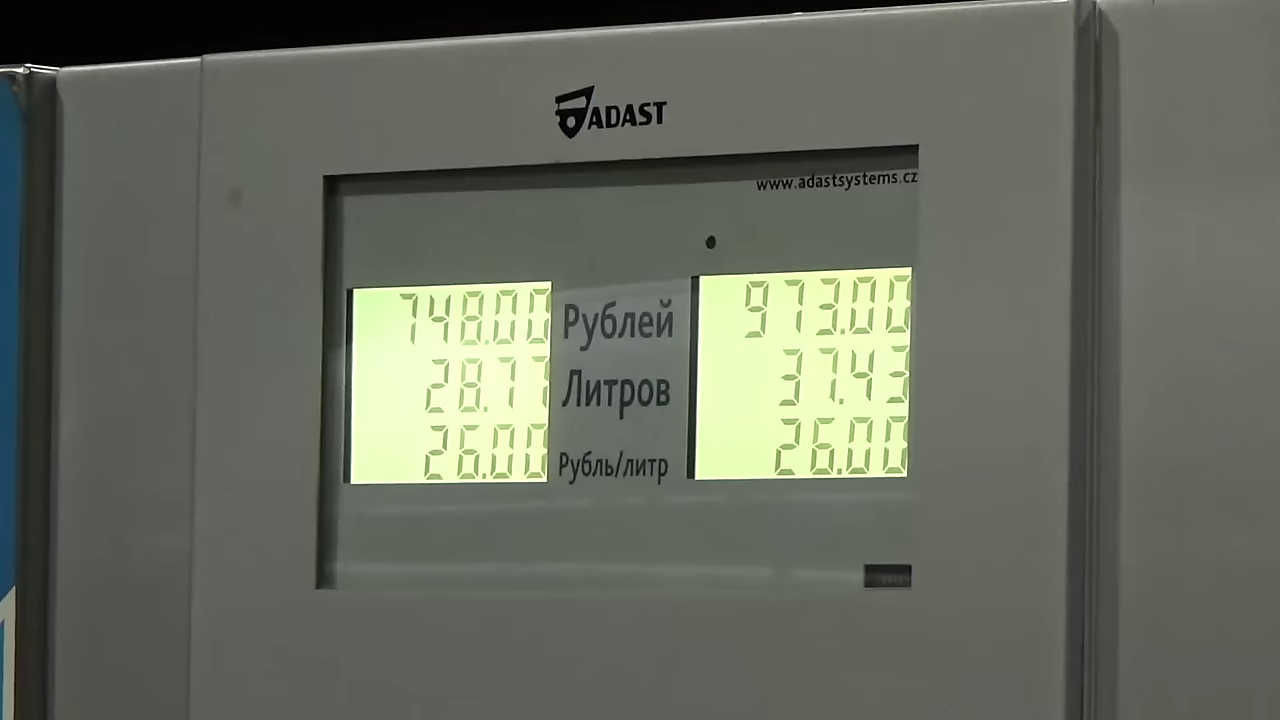 ADAST
www.adastsystems.cz
748.00 Рублей 973.00
28.77 Литров 37.43
26.00 Рубль/литр 26.00